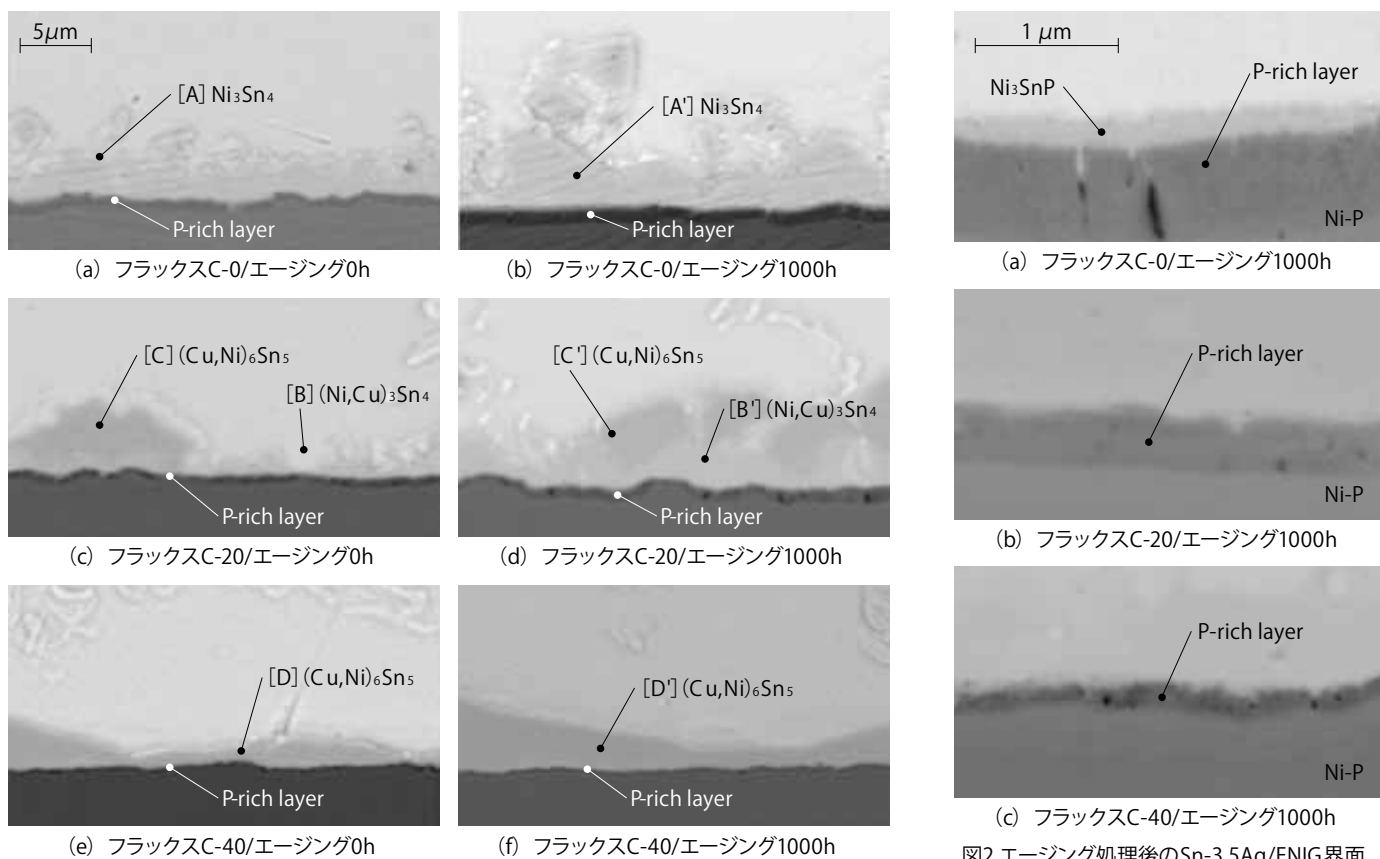 5μm
[A] Ni₃Sn₄
P-rich layer
(a) フラックスC-0/エージング0h
[A'] Ni₃Sn₄
P-rich layer
(b) フラックスC-0/エージング1000h
[C] (Cu,Ni)₆Sn₅
[B] (Ni,Cu)₃Sn₄
P-rich layer
(c) フラックスC-20/エージング0h
[C'] (Cu,Ni)₆Sn₅
[B'] (Ni,Cu)₃Sn₄
P-rich layer
(d) フラックスC-20/エージング1000h
[D] (Cu,Ni)₆Sn₅
P-rich layer
(e) フラックスC-40/エージング0h
[D'] (Cu,Ni)₆Sn₅
P-rich layer
(f) フラックスC-40/エージング1000h
1 μm
Ni₃SnP
P-rich layer
Ni-P
(a) フラックスC-0/エージング1000h
P-rich layer
Ni-P
(b) フラックスC-20/エージング1000h
P-rich layer
Ni-P
(c) フラックスC-40/エージング1000h
図2 エージング処理後のSn-3.5Ag/ENIG界面